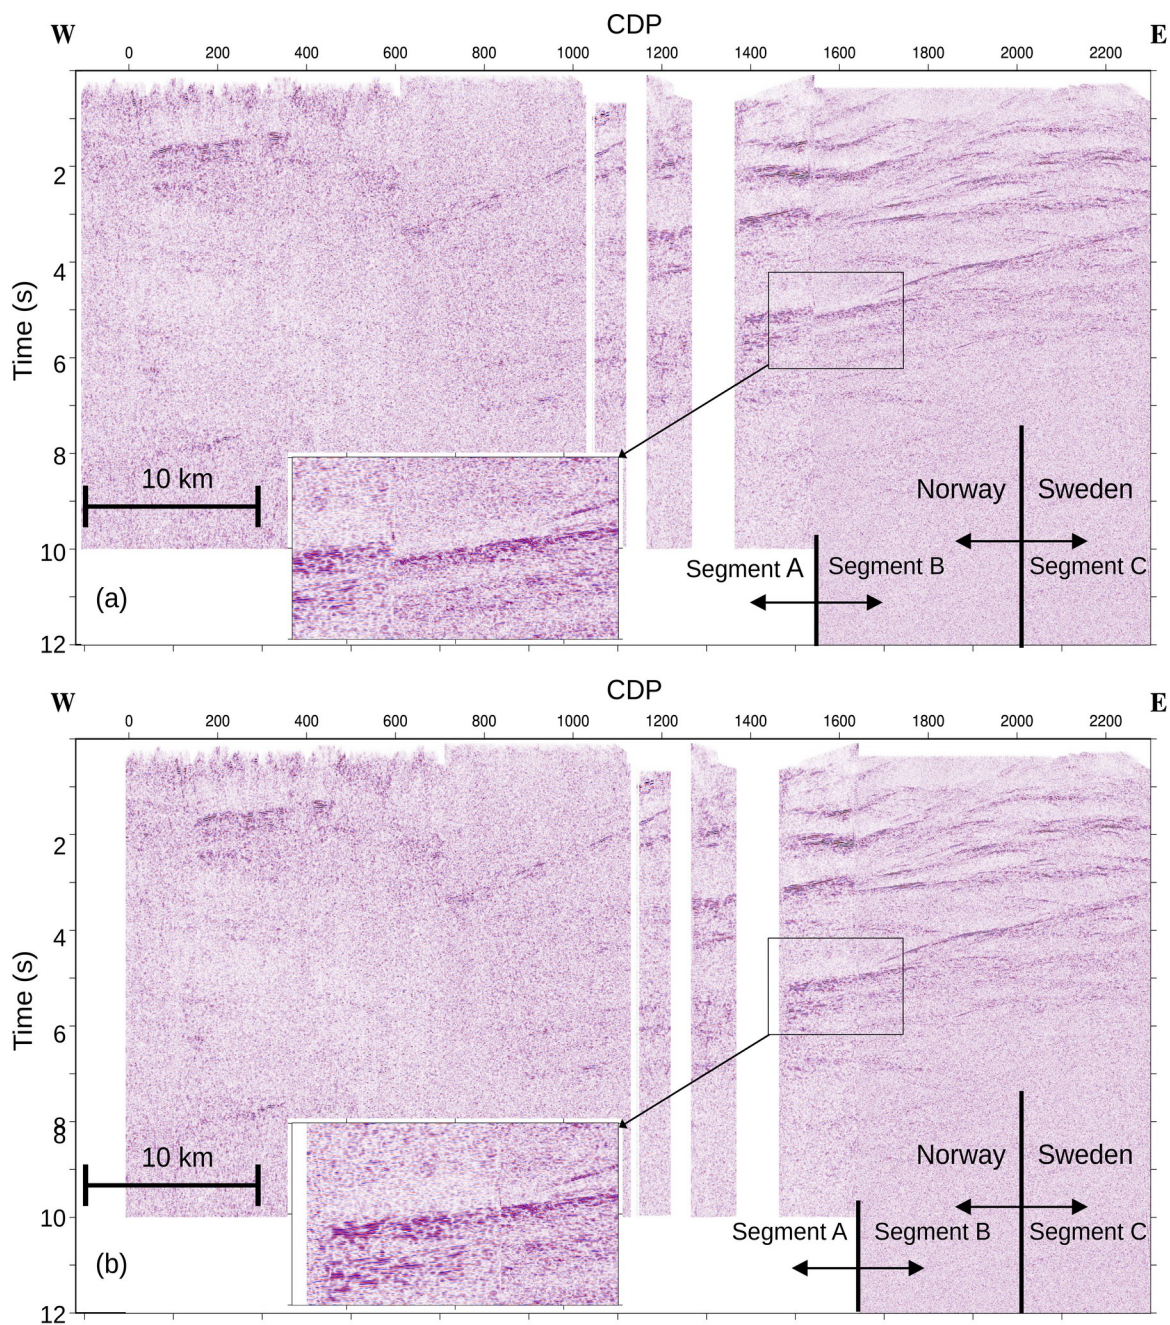 CDP
W E
0 200 400 600 800 1000 1200 1400 1600 1800 2000 2200
2
4
Time (s)
6
8
10 km
Norway Sweden
10
Segment A Segment B Segment C
(a)
12
CDP
W E
0 200 400 600 800 1000 1200 1400 1600 1800 2000 2200
2
4
Time (s)
6
8
8
10 km
Norway Sweden
10
Segment A Segment B Segment C
(b)
12